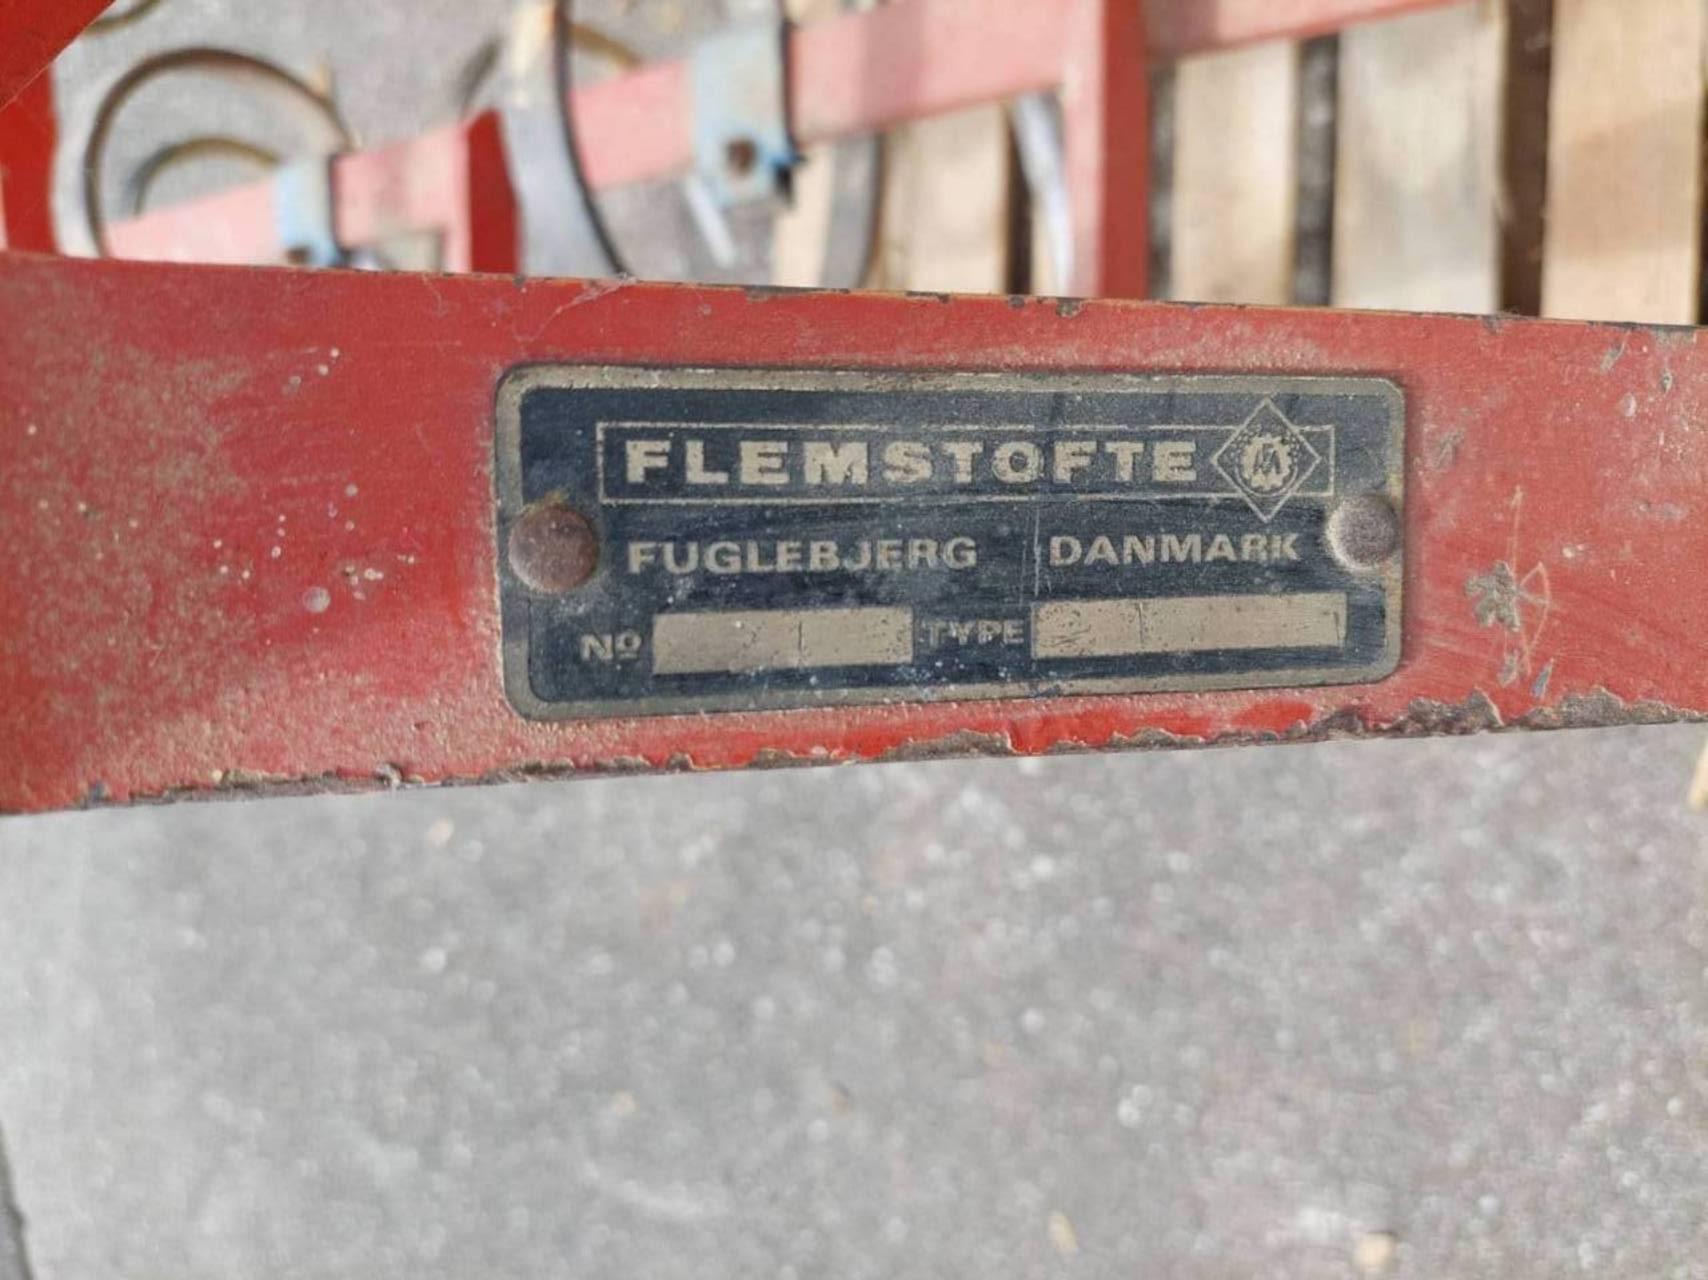 FLEMSTOFTE
FUGLEBJERG DANMARK
Nº TYPE